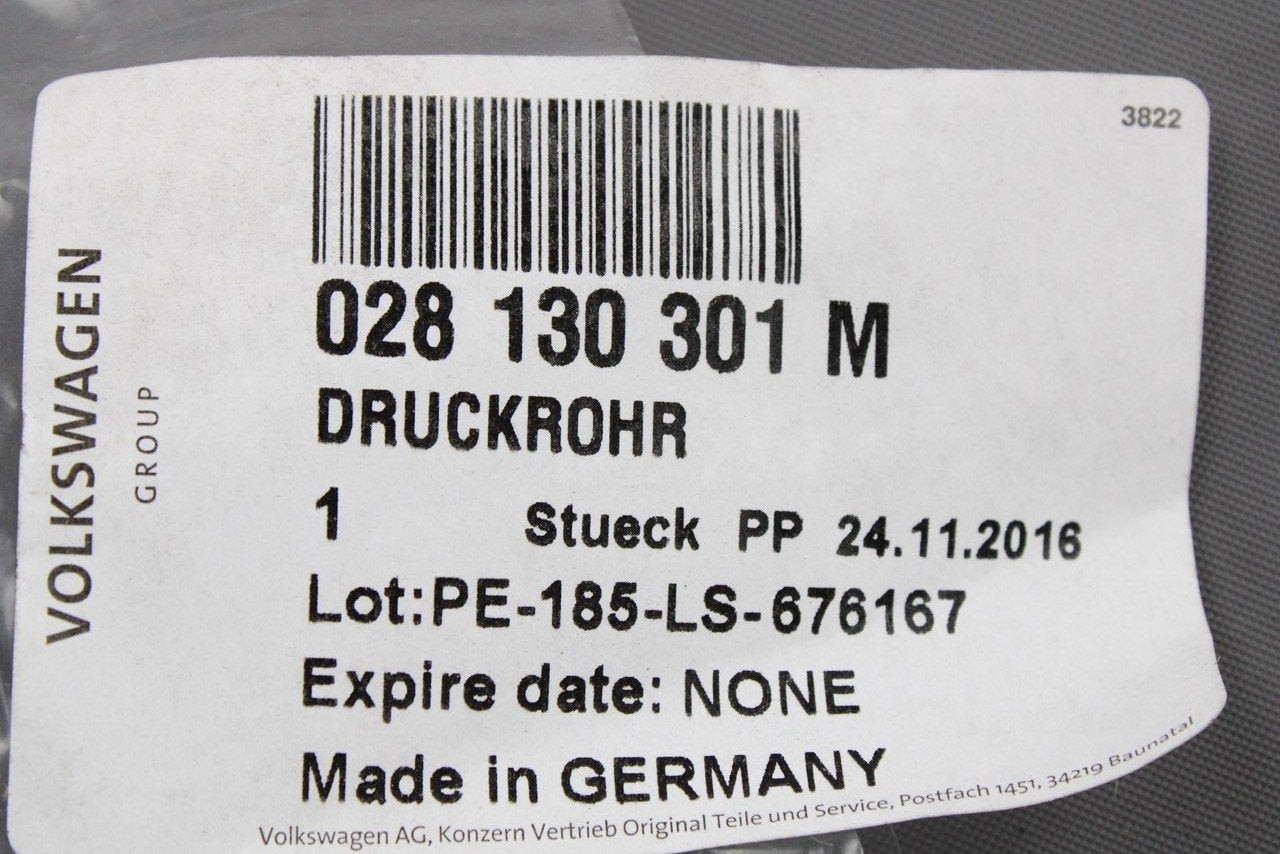 3822
VOLKSWAGEN
GROUP
028 130 301 M
DRUCKROHR
1 Stueck PP 24.11.2016
Lot:PE-185-LS-676167
Expire date: NONE
Made in GERMANY
Volkswagen AG, Konzern Vertrieb Original Teile und Service, Postfach 1451, 34219 Baunatal